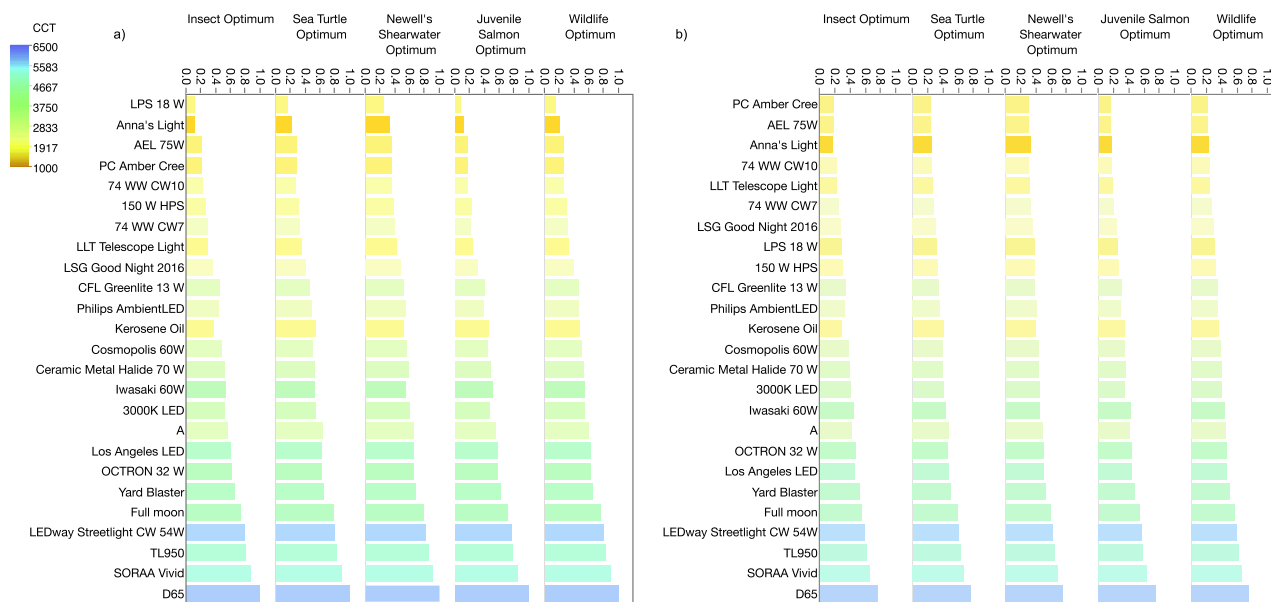 CCT
6500
5583
4667
3750
2833
1917
1000
a)
Insect Optimum
Sea Turtle
Optimum
Newell's
Shearwater
Optimum
Juvenile
Salmon Optimum
Wildlife
Optimum
0.0 0.2 0.4 0.6 0.8 1.0
0.0 0.2 0.4 0.6 0.8 1.0
0.0 0.2 0.4 0.6 0.8 1.0
0.0 0.2 0.4 0.6 0.8 1.0
0.0 0.2 0.4 0.6 0.8 1.0
LPS 18 W
Anna's Light
AEL 75W
PC Amber Cree
74 WW CW10
150 W HPS
74 WW CW7
LLT Telescope Light
LSG Good Night 2016
CFL Greenlite 13 W
Philips AmbientLED
Kerosene Oil
Cosmopolis 60W
Ceramic Metal Halide 70 W
Iwasaki 60W
3000K LED
A
Los Angeles LED
OCTRON 32 W
Yard Blaster
Full moon
LEDway Streetlight CW 54W
TL950
SORAA Vivid
D65
b)
Insect Optimum
Sea Turtle
Optimum
Newell's
Shearwater
Optimum
Juvenile Salmon
Optimum
Wildlife
Optimum
0.0 0.2 0.4 0.6 0.8 1.0
0.0 0.2 0.4 0.6 0.8 1.0
0.0 0.2 0.4 0.6 0.8 1.0
0.0 0.2 0.4 0.6 0.8 1.0
0.0 0.2 0.4 0.6 0.8 1.0
PC Amber Cree
AEL 75W
Anna's Light
74 WW CW10
LLT Telescope Light
74 WW CW7
LSG Good Night 2016
LPS 18 W
150 W HPS
CFL Greenlite 13 W
Philips AmbientLED
Kerosene Oil
Cosmopolis 60W
Ceramic Metal Halide 70 W
3000K LED
Iwasaki 60W
A
OCTRON 32 W
Los Angeles LED
Yard Blaster
Full moon
LEDway Streetlight CW 54W
TL950
SORAA Vivid
D65